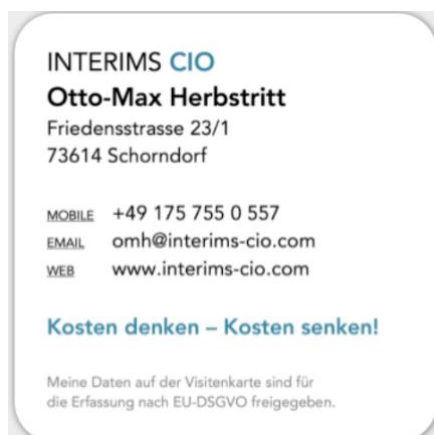 INTERIMS CIO
Otto-Max Herbstritt
Friedensstrasse 23/1
73614 Schorndorf
MOBILE +49 175 755 0 557
EMAIL omh@interims-cio.com
WEB www.interims-cio.com
Kosten denken – Kosten senken!
Meine Daten auf der Visitenkarte sind für
die Erfassung nach EU-DSGVO freigegeben.